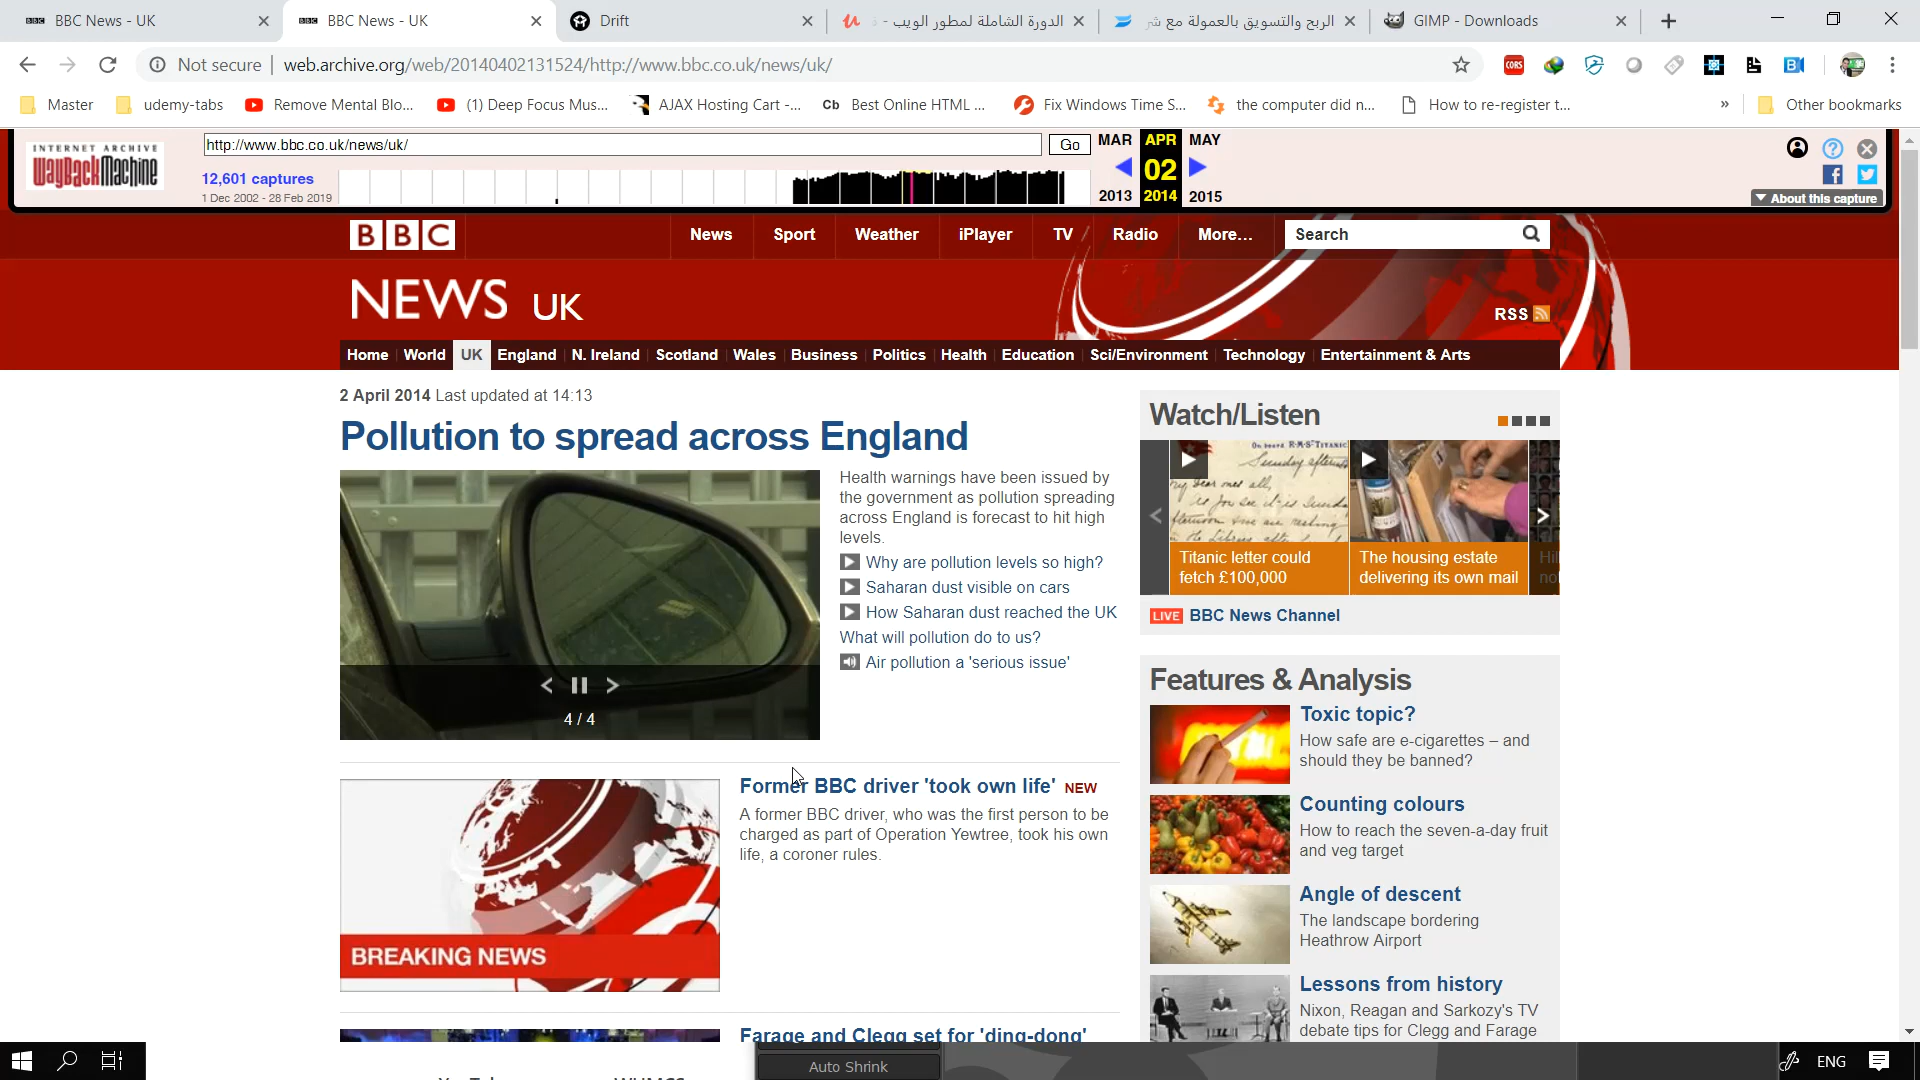 BBC News - UK
BBC News - UK
Drift
الدورة الشاملة لمطور الويب -
الربح والتسويق بالعمولة مع شر
GIMP - Downloads
Not secure
web.archive.org/web/20140402131524/http://www.bbc.co.uk/news/uk/
CORS
Master
udemy-tabs
Remove Mental Blo...
(1) Deep Focus Mus...
AJAX Hosting Cart -...
Cb Best Online HTML ...
Fix Windows Time S...
the computer did n...
How to re-register t...
»
Other bookmarks
INTERNET ARCHIVE
WayBackMachine
http://www.bbc.co.uk/news/uk/
Go
MAR APR MAY
12,601 captures
02
1 Dec 2002 - 28 Feb 2019
2013 2014 2015
About this capture
BBC
News
Sport
Weather
iPlayer
TV
Radio
More...
Search
NEWS UK
RSS
Home World UK England N. Ireland Scotland Wales Business Politics Health Education Sci/Environment Technology Entertainment & Arts
2 April 2014 Last updated at 14:13
Pollution to spread across England
Health warnings have been issued by
the government as pollution spreading
across England is forecast to hit high
levels.
Why are pollution levels so high?
Saharan dust visible on cars
How Saharan dust reached the UK
What will pollution do to us?
Air pollution a 'serious issue'
4 / 4
Former BBC driver 'took own life' NEW
A former BBC driver, who was the first person to be
charged as part of Operation Yewtree, took his own
life, a coroner rules.
BREAKING NEWS
Farage and Clegg set for 'ding-dong'
Watch/Listen
On board R.M.S. TITANIC
Titanic letter could
fetch £100,000
The housing estate
delivering its own mail
LIVE BBC News Channel
Features & Analysis
Toxic topic?
How safe are e-cigarettes – and
should they be banned?
Counting colours
How to reach the seven-a-day fruit
and veg target
Angle of descent
The landscape bordering
Heathrow Airport
Lessons from history
Nixon, Reagan and Sarkozy's TV
debate tips for Clegg and Farage
Auto Shrink
ENG